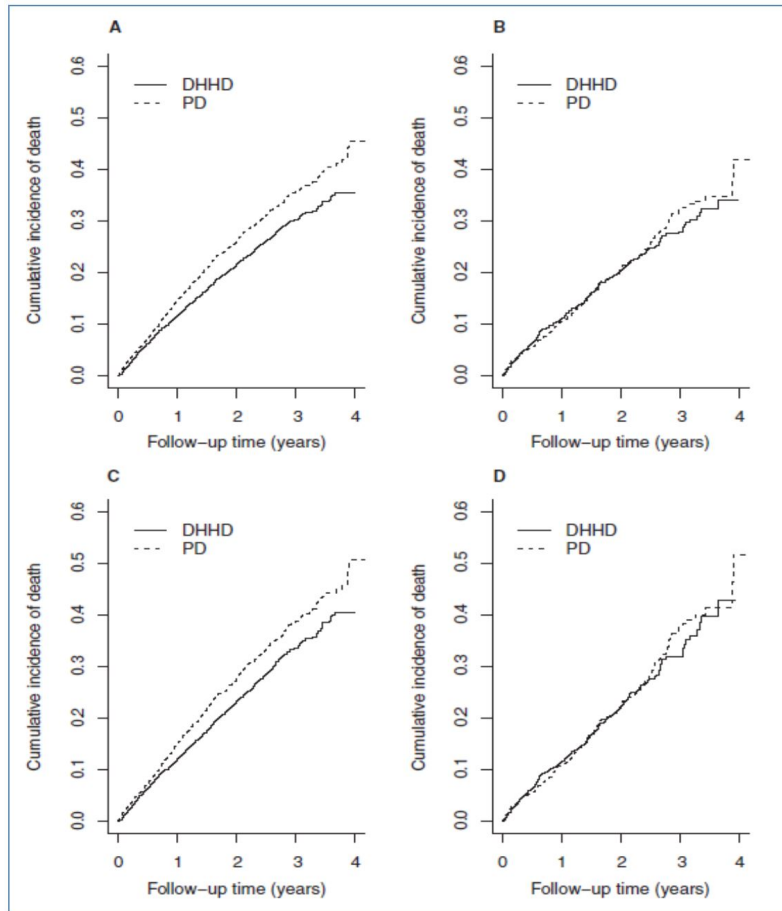 A
Cumulative incidence of death
0.6
0.5
0.4
0.3
0.2
0.1
0.0
DHHD
PD
0 1 2 3 4
Follow-up time (years)
B
Cumulative incidence of death
0.6
0.5
0.4
0.3
0.2
0.1
0.0
DHHD
PD
0 1 2 3 4
Follow-up time (years)
C
Cumulative incidence of death
0.6
0.5
0.4
0.3
0.2
0.1
0.0
DHHD
PD
0 1 2 3 4
Follow-up time (years)
D
Cumulative incidence of death
0.6
0.5
0.4
0.3
0.2
0.1
0.0
DHHD
PD
0 1 2 3 4
Follow-up time (years)